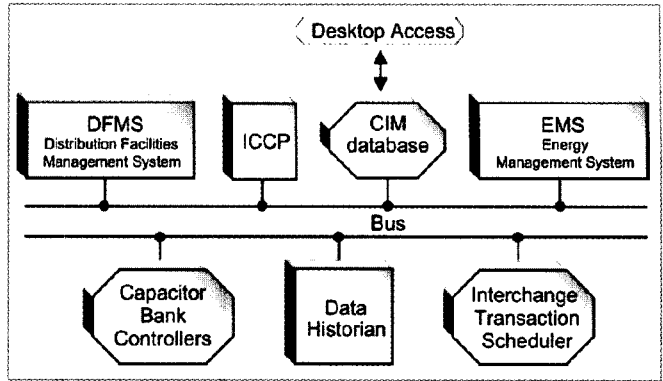 Desktop Access
DFMS
Distribution Facilities
Management System
ICCP
CIM
database
EMS
Energy
Management System
Bus
Capacitor
Bank
Controllers
Data
Historian
Interchange
Transaction
Scheduler